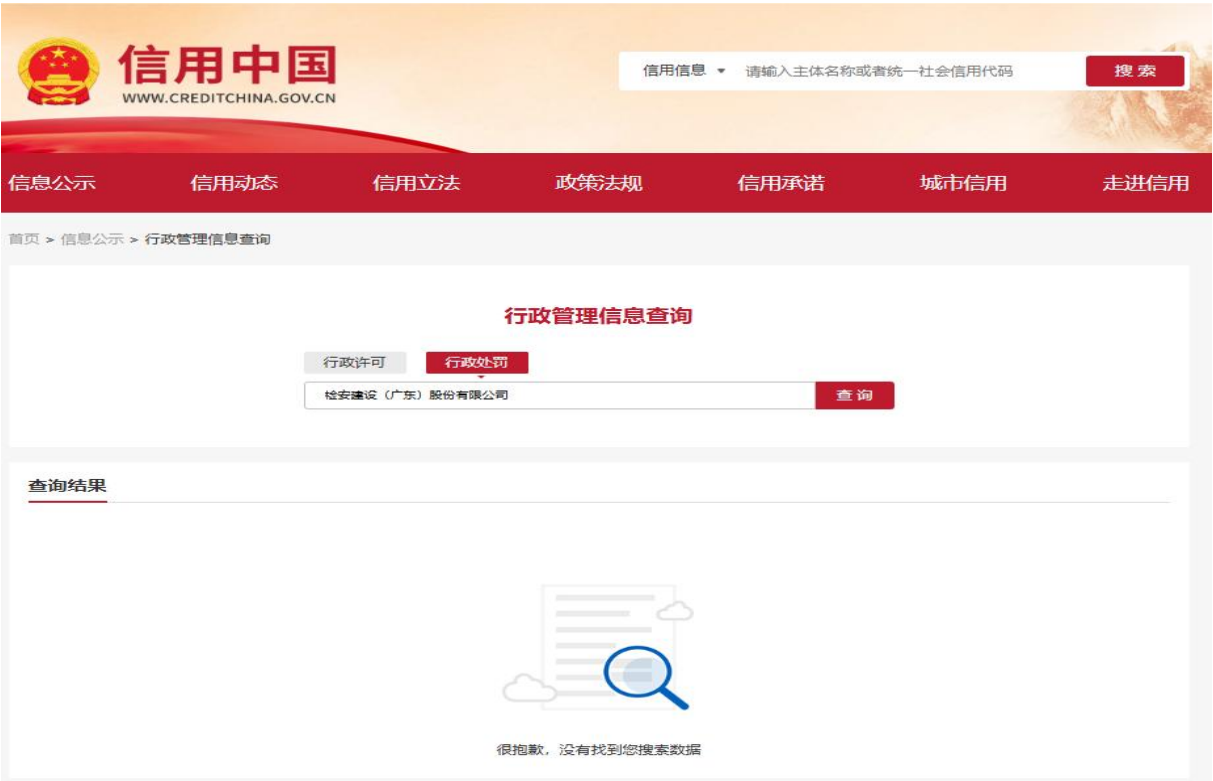 信用中国
WWW.CREDITCHINA.GOV.CN
信用信息 请输入主体名称或者统一社会信用代码 搜索
信息公示 信用动态 信用立法 政策法规 信用承诺 城市信用 走进信用
首页 > 信息公示 > 行政管理信息查询
行政管理信息查询
行政许可 行政处罚
检安建设（广东）股份有限公司 查询
查询结果
很抱歉，没有找到您搜索数据